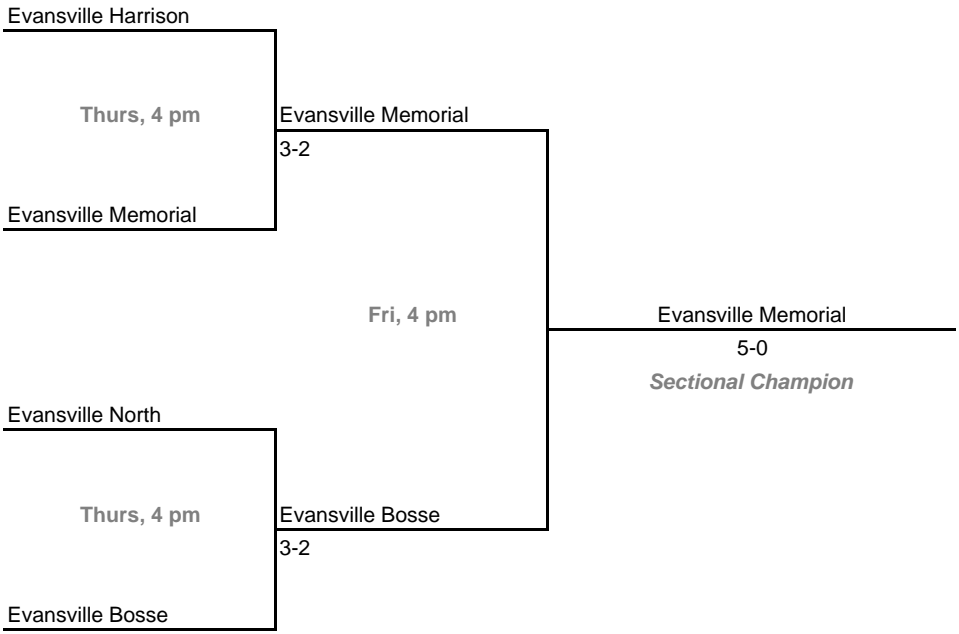 Evansville Harrison
Thurs, 4 pm
Evansville Memorial
3-2
Evansville Memorial
Fri, 4 pm
Evansville Memorial
5-0
Sectional Champion
Evansville North
Thurs, 4 pm
Evansville Bosse
3-2
Evansville Bosse